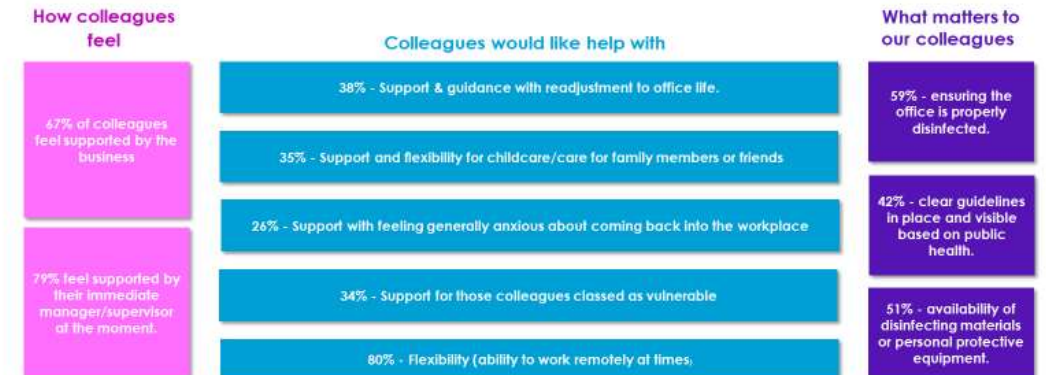 How colleagues
feel
67% of colleagues
feel supported by the
business
79% feel supported by
their immediate
manager/supervisor
at the moment.
Colleagues would like help with
38% - Support & guidance with readjustment to office life.
35% - Support and flexibility for childcare/care for family members or friends
26% - Support with feeling generally anxious about coming back into the workplace
34% - Support for those colleagues classed as vulnerable
80% - Flexibility (ability to work remotely at times)
What matters to
our colleagues
59% - ensuring the
office is properly
disinfected.
42% - clear guidelines
in place and visible
based on public
health.
51% - availability of
disinfecting materials
or personal protective
equipment.